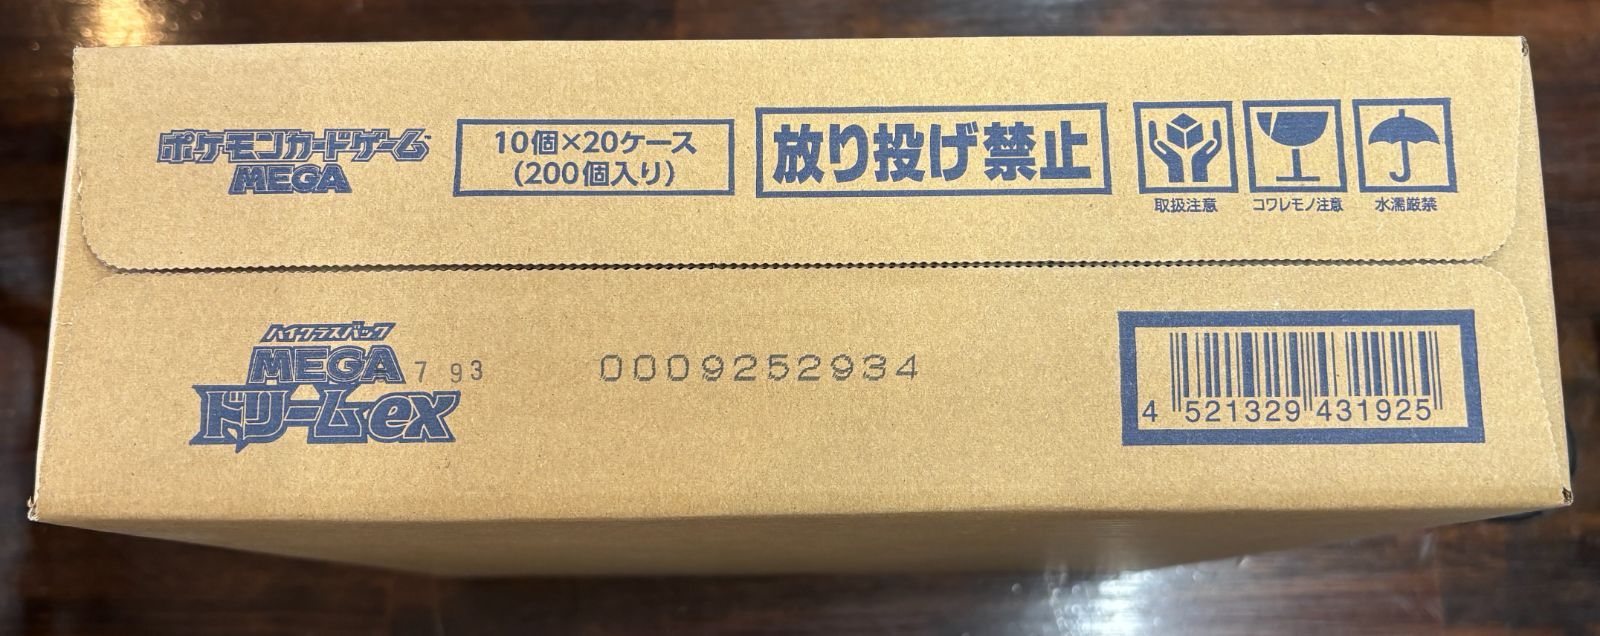 ポケモンカードゲーム
MEGA
10個×20ケース
(200個入り)
放り投げ禁止
取扱注意
コワレモノ注意
水濡厳禁
ハイクラスパック
MEGA
ドリームex
7 93
0009252934
4 521329 431925